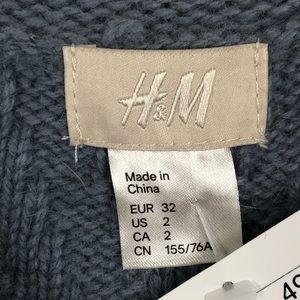 H&M
Made in
China
EUR 32
US 2
CA 2
CN 155/76A